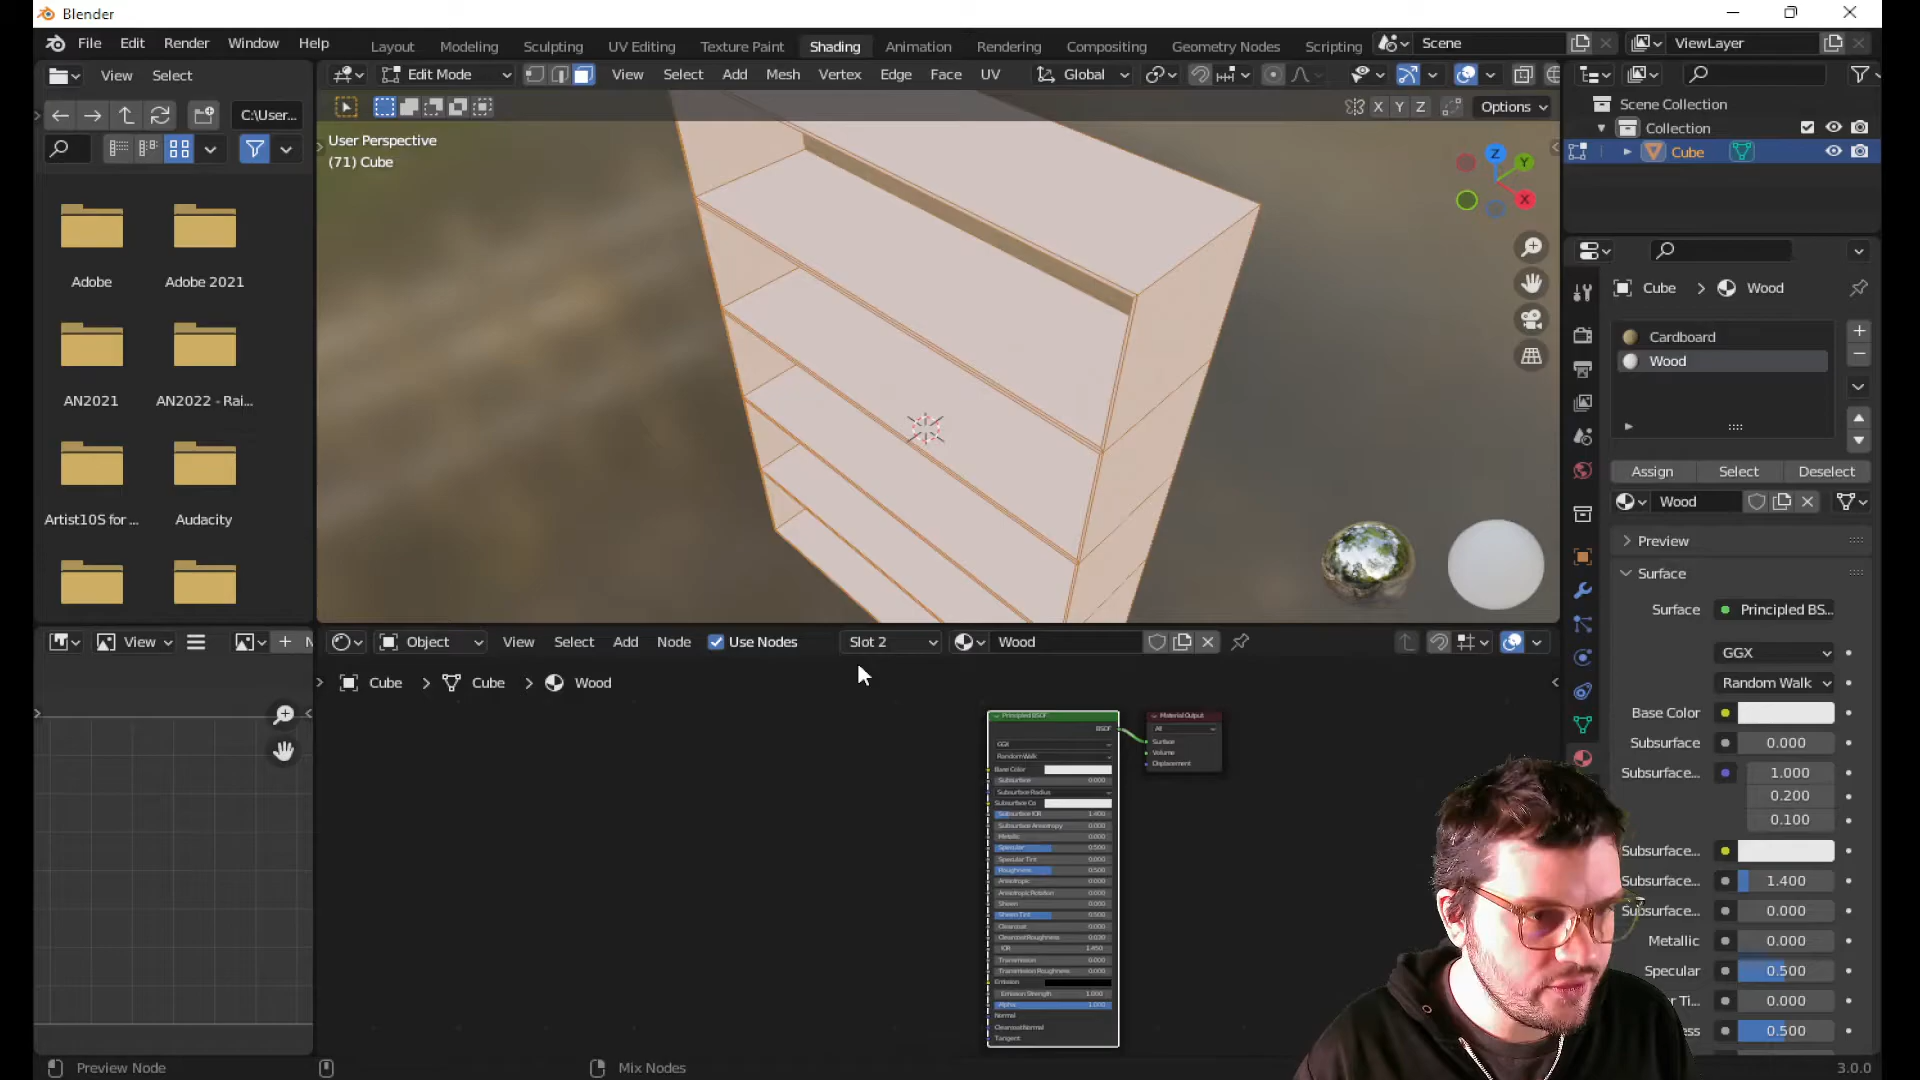 Blender
File Edit Render Window Help
Layout Modeling Sculpting UV Editing Texture Paint Shading Animation Rendering Compositing Geometry Nodes Scripting
Scene
ViewLayer
View Select
Edit Mode
View Select Add Mesh Vertex Edge Face UV
Global
C:\User...
X Y Z
Options
Scene Collection
Collection
Cube
User Perspective
(71) Cube
Z
Y
X
Adobe
Adobe 2021
AN2021
AN2022 - Rai...
Artist10S for ...
Audacity
Cube > Wood
Cardboard
Wood
Assign Select Deselect
Wood
Preview
Surface
Surface Principled BS...
GGX
Random Walk
Base Color
Subsurface 0.000
Subsurface... 1.000
0.200
0.100
Subsurface...
Subsurface... 1.400
Subsurface... 0.000
Metallic 0.000
Specular 0.500
0.000
0.500
View
Object
View Select Add Node Use Nodes
Slot 2
Wood
Cube > Cube > Wood
Principled BSDF
BSDF
GGX
Random Walk
Base Color
Subsurface 0.000
Subsurface Radius
Subsurface Co
Subsurface IOR 1.400
Subsurface Anisotropy 0.000
Metallic 0.000
Specular 0.500
Specular Tint 0.000
Roughness 0.500
Anisotropic 0.000
Anisotropic Rotation 0.000
Sheen 0.000
Sheen Tint 0.500
Clearcoat 0.000
Clearcoat Roughness 0.030
IOR 1.450
Transmission 0.000
Transmission Roughness 0.000
Emission
Emission Strength 1.000
Alpha 1.000
Normal
Clearcoat Normal
Tangent
Material Output
All
Surface
Volume
Displacement
Preview Node
Mix Nodes
3.0.0